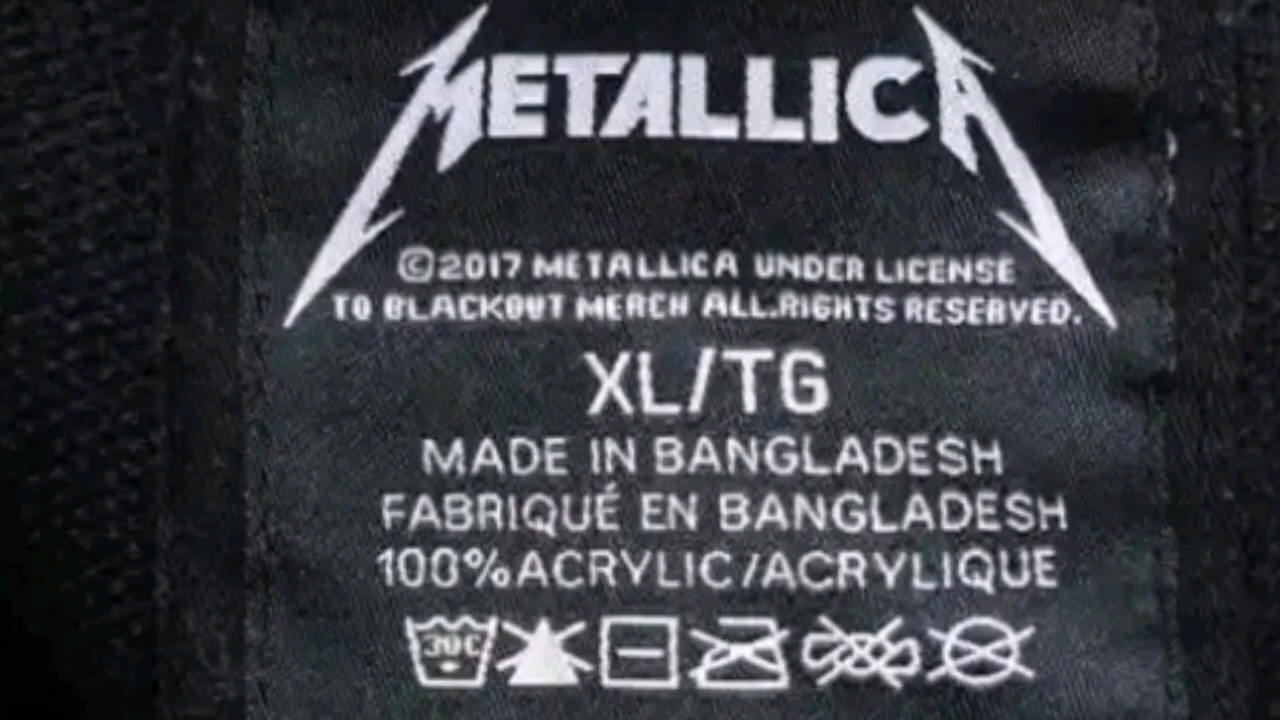 METALLICA
©2017 METALLICA UNDER LICENSE
TO BLACKOUT MERCH ALL.RIGHTS RESERVED.
XL/TG
MADE IN BANGLADESH
FABRIQUÉ EN BANGLADESH
100%ACRYLIC/ACRYLIQUE
30C